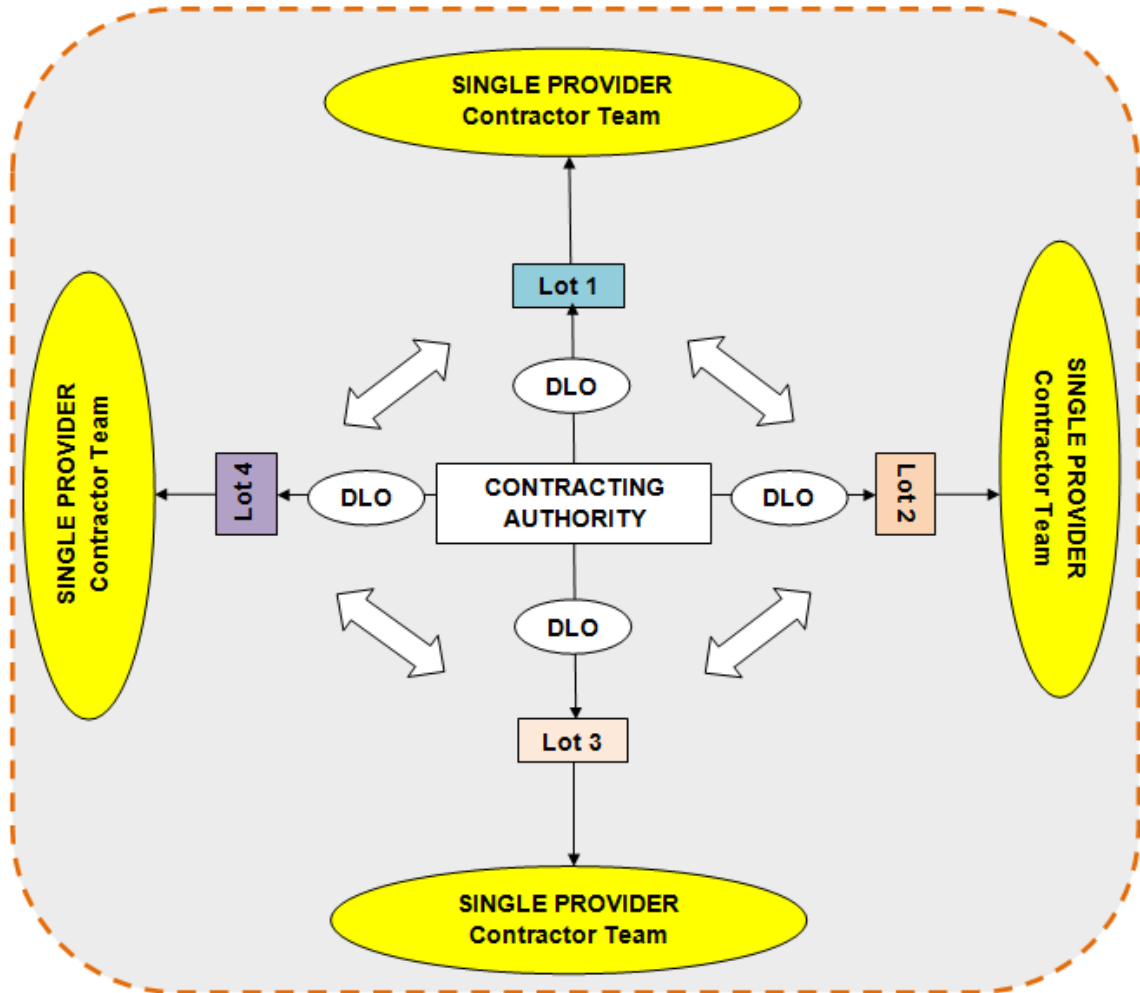 SINGLE PROVIDER
Contractor Team
Lot 1
DLO
SINGLE PROVIDER
Contractor Team
Lot 4
DLO
CONTRACTING
AUTHORITY
DLO
Lot 2
SINGLE PROVIDER
Contractor Team
DLO
Lot 3
SINGLE PROVIDER
Contractor Team